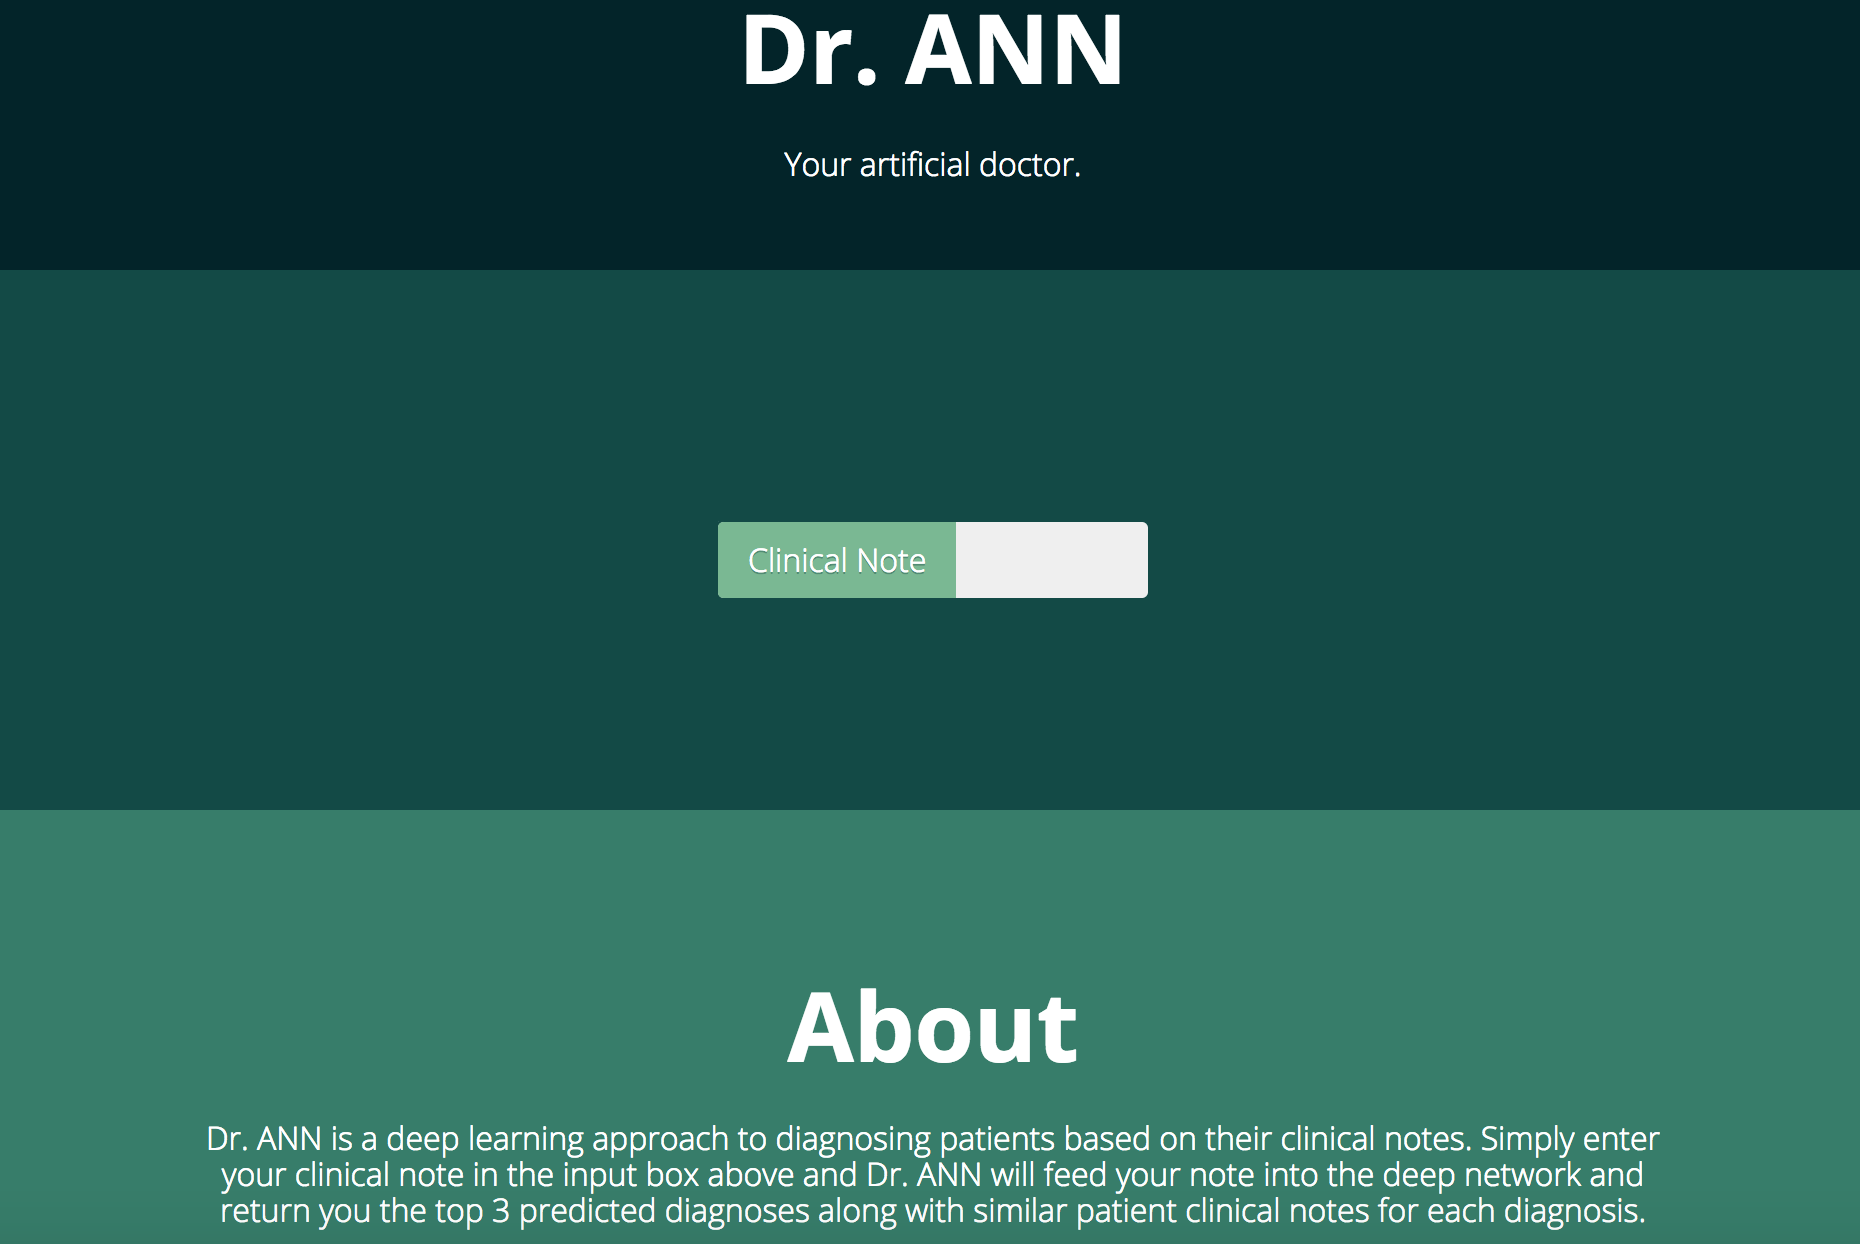 Dr. ANN
Your artificial doctor.
Clinical Note
About
Dr. ANN is a deep learning approach to diagnosing patients based on their clinical notes. Simply enter
your clinical note in the input box above and Dr. ANN will feed your note into the deep network and
return you the top 3 predicted diagnoses along with similar patient clinical notes for each diagnosis.